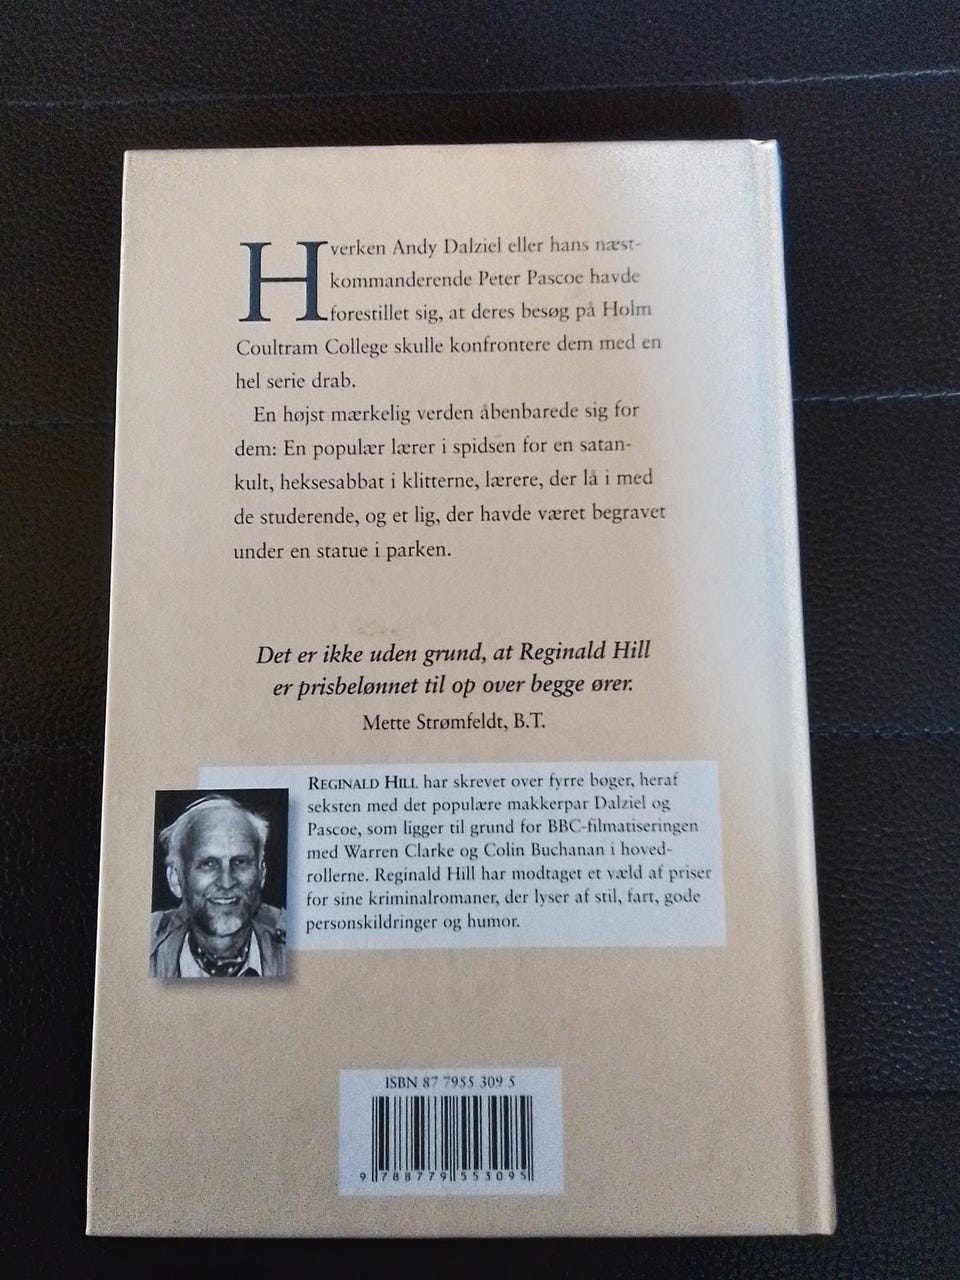 Hverken Andy Dalziel eller hans næst-
kommanderende Peter Pascoe havde
forestillet sig, at deres besøg på Holm
Coultram College skulle konfrontere dem med en
hel serie drab.
En højst mærkelig verden åbenbarede sig for
dem: En populær lærer i spidsen for en satan-
kult, heksesabbat i klitterne, lærere, der lå i med
de studerende, og et lig, der havde været begravet
under en statue i parken.
Det er ikke uden grund, at Reginald Hill
er prisbelønnet til op over begge ører.
Mette Strømfeldt, B.T.
REGINALD HILL har skrevet over fyrre bøger, heraf
seksten med det populære makkerpar Dalziel og
Pascoe, som ligger til grund for BBC-filmatiseringen
med Warren Clarke og Colin Buchanan i hoved-
rollerne. Reginald Hill har modtaget et væld af priser
for sine kriminalromaner, der lyser af stil, fart, gode
personskildringer og humor.
ISBN 87 7955 309 5
9 788779 553095